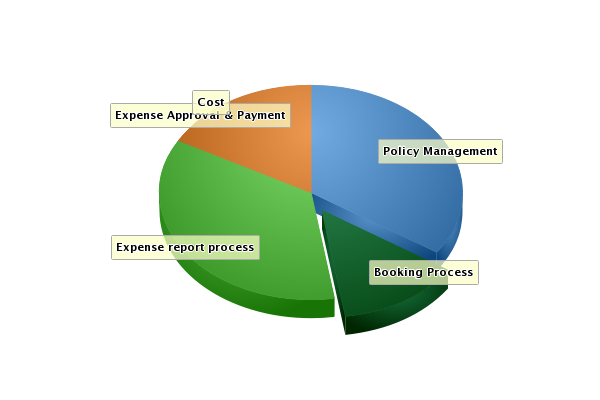 Cost
Expense Approval & Payment
Policy Management
Expense report process
Booking Process